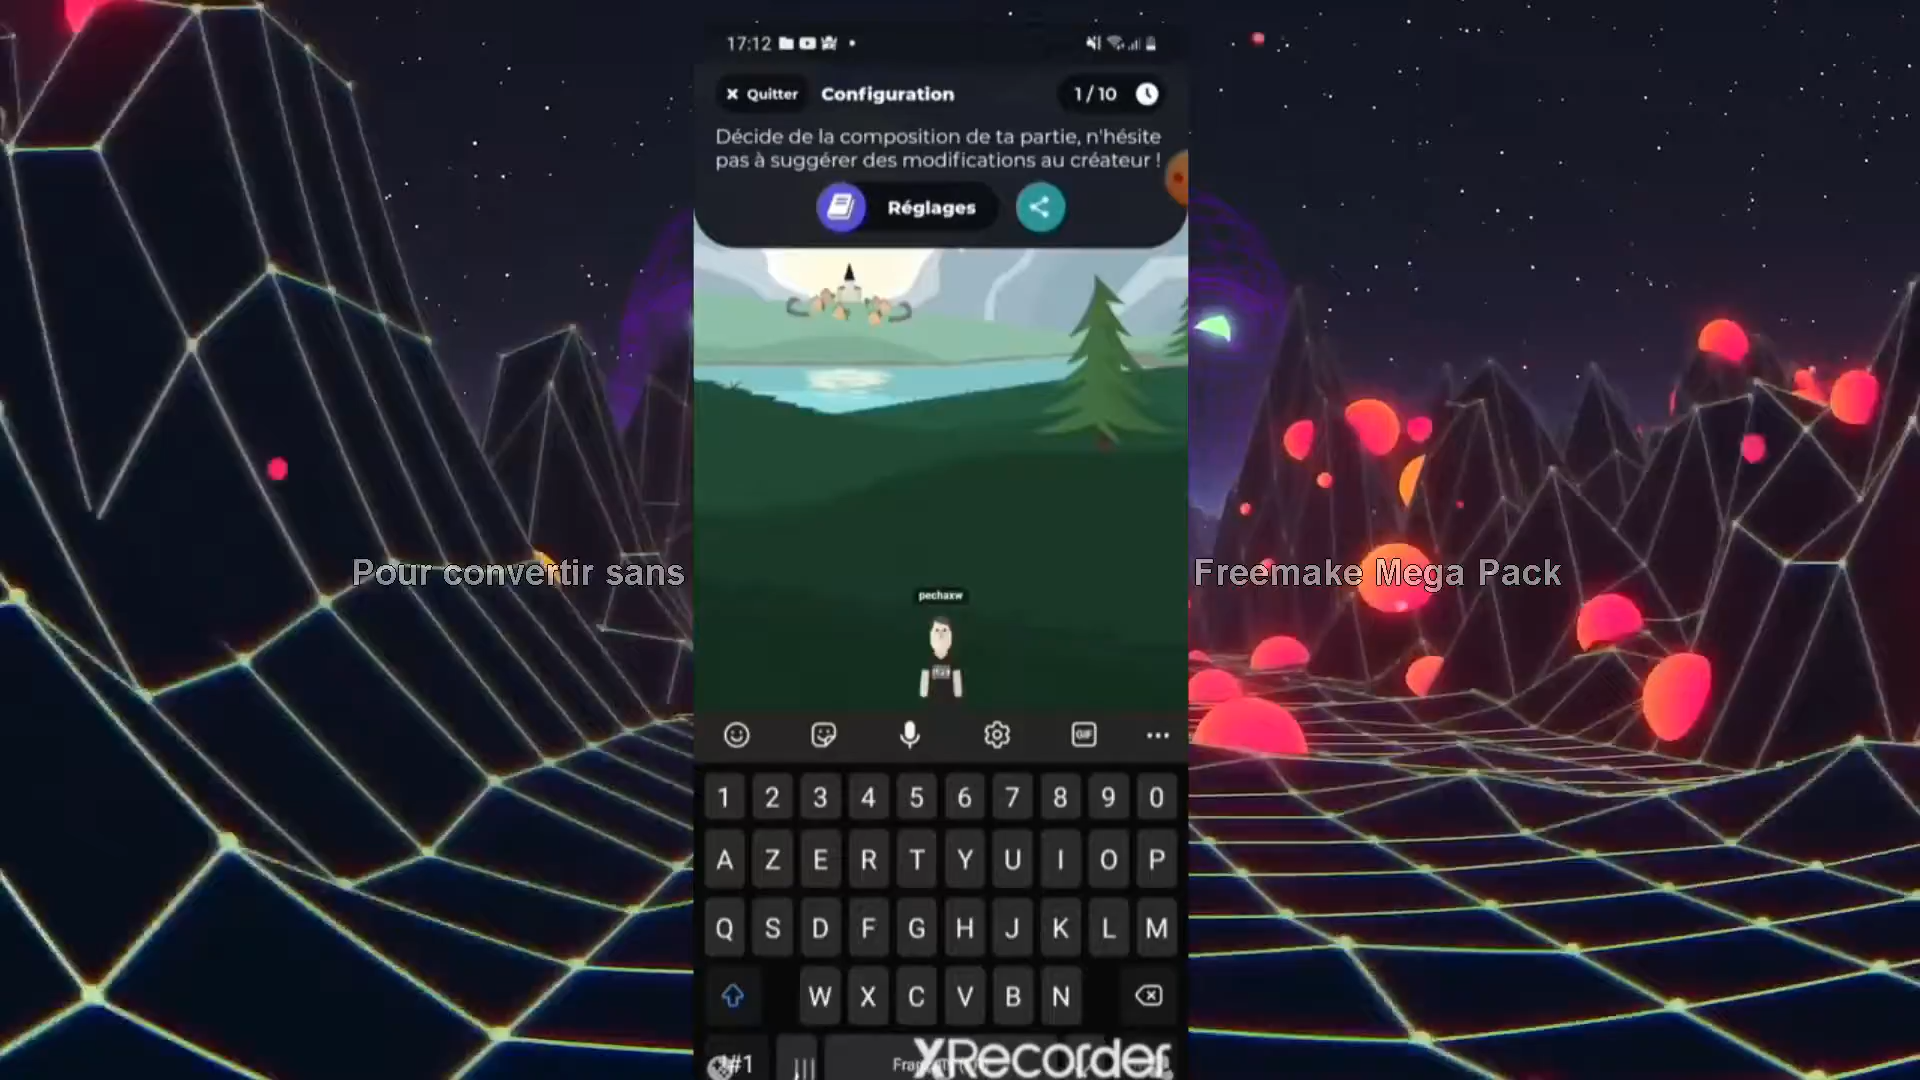 17:12
Quitter Configuration 1/10
Décide de la composition de ta partie, n'hésite
pas à suggérer des modifications au créateur !
Réglages
Pour convertir sans Freemake Mega Pack
pechaxw
GIF
1 2 3 4 5 6 7 8 9 0
A Z E R T Y U I O P
Q S D F G H J K L M
W X C V B N
!#1
XRecorder